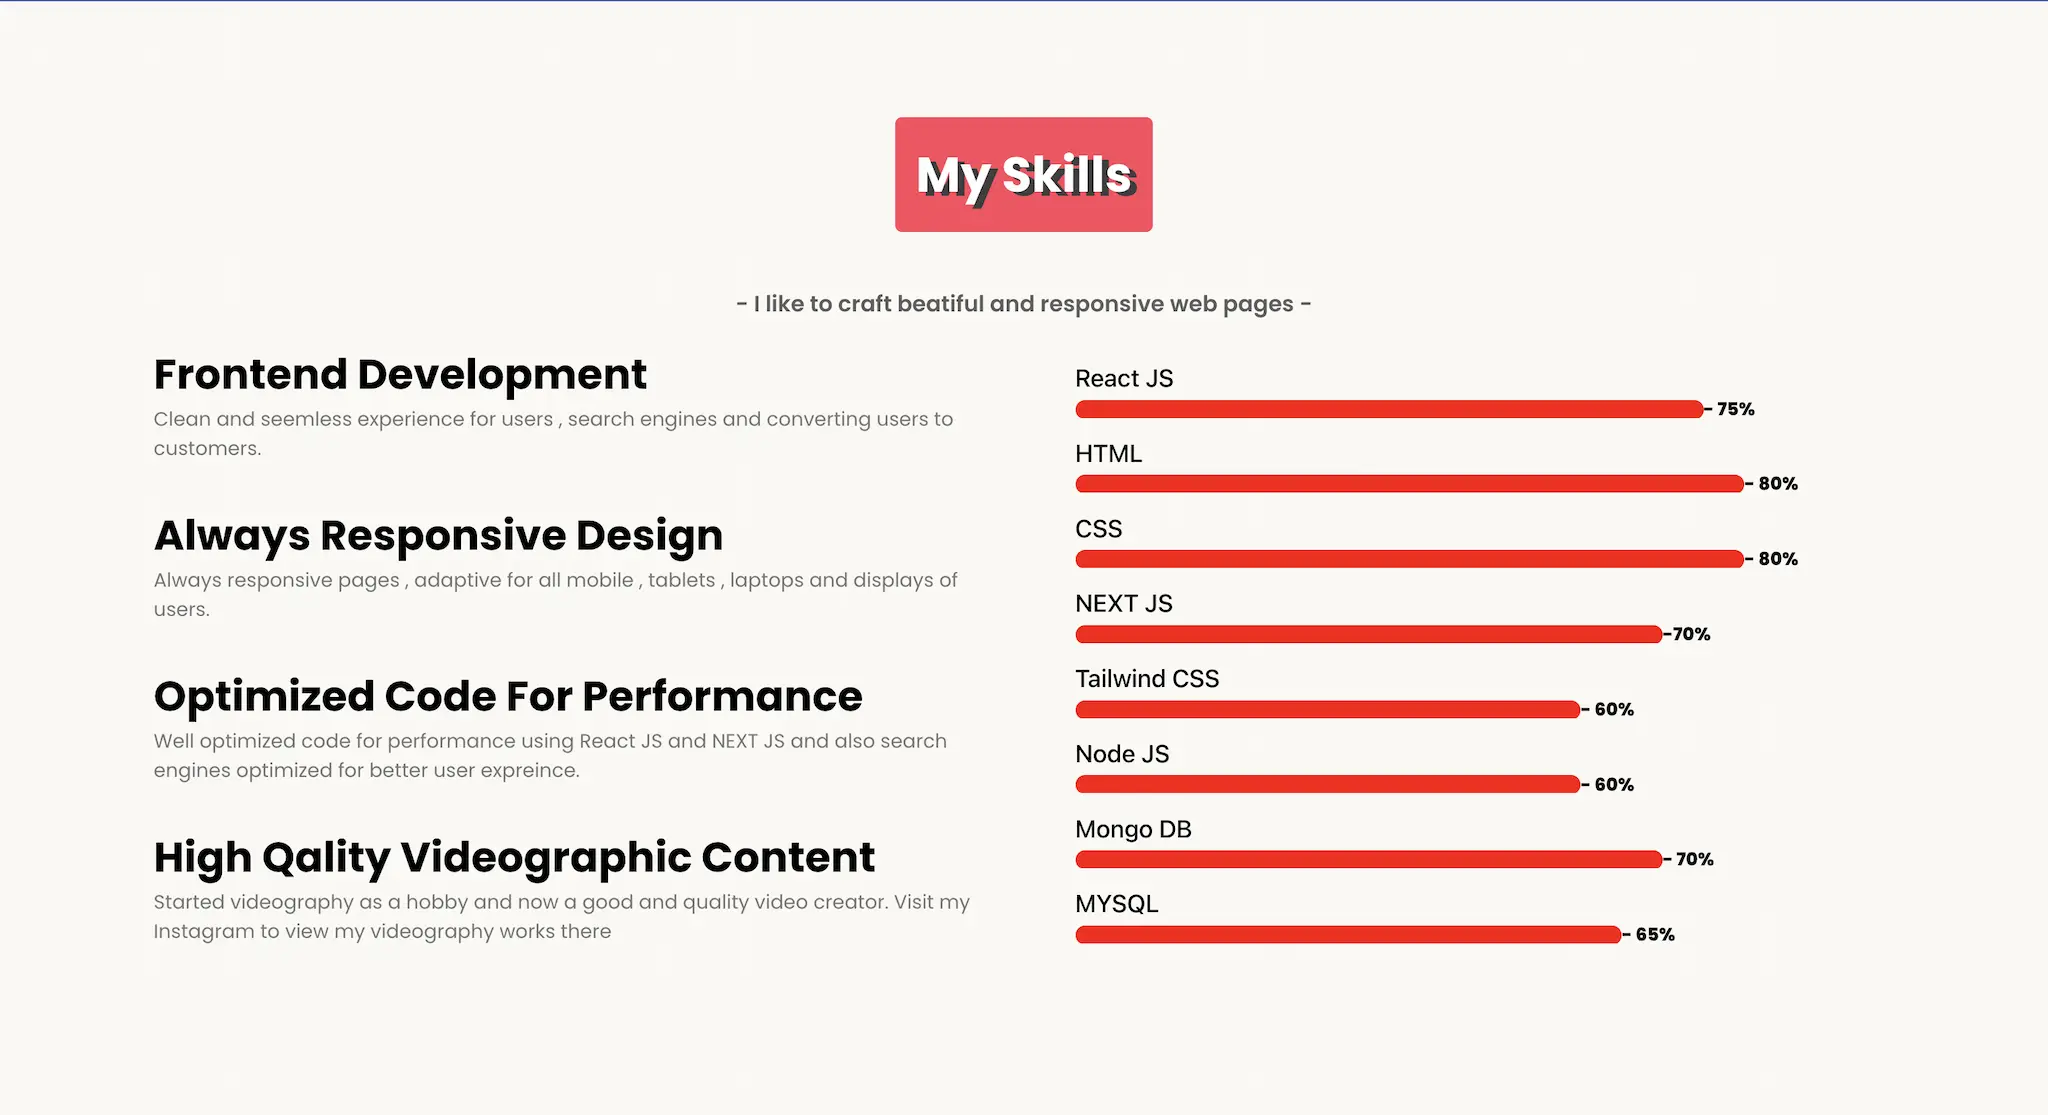 My Skills
- I like to craft beatiful and responsive web pages -
Frontend Development
Clean and seemless experience for users , search engines and converting users to
customers.
Always Responsive Design
Always responsive pages , adaptive for all mobile , tablets , laptops and displays of
users.
Optimized Code For Performance
Well optimized code for performance using React JS and NEXT JS and also search
engines optimized for better user expreince.
High Qality Videographic Content
Started videography as a hobby and now a good and quality video creator. Visit my
Instagram to view my videography works there
React JS
- 75%
HTML
- 80%
CSS
- 80%
NEXT JS
-70%
Tailwind CSS
- 60%
Node JS
- 60%
Mongo DB
- 70%
MYSQL
- 65%